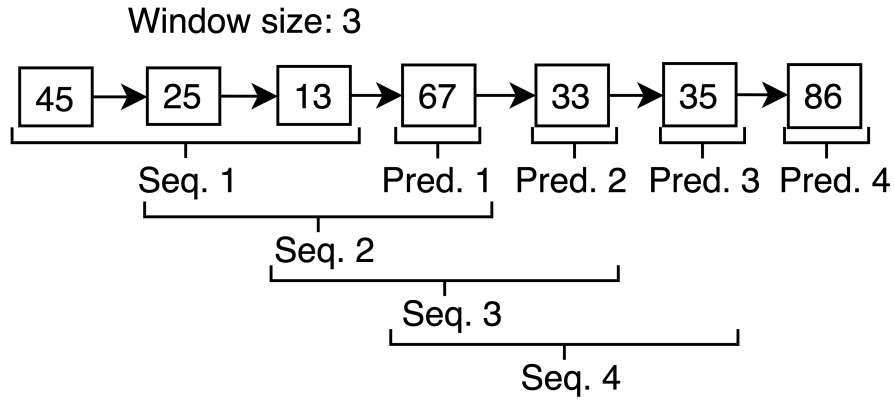 Window size: 3
45 25 13 67 33 35 86
Seq. 1 Pred. 1 Pred. 2 Pred. 3 Pred. 4
Seq. 2
Seq. 3
Seq. 4